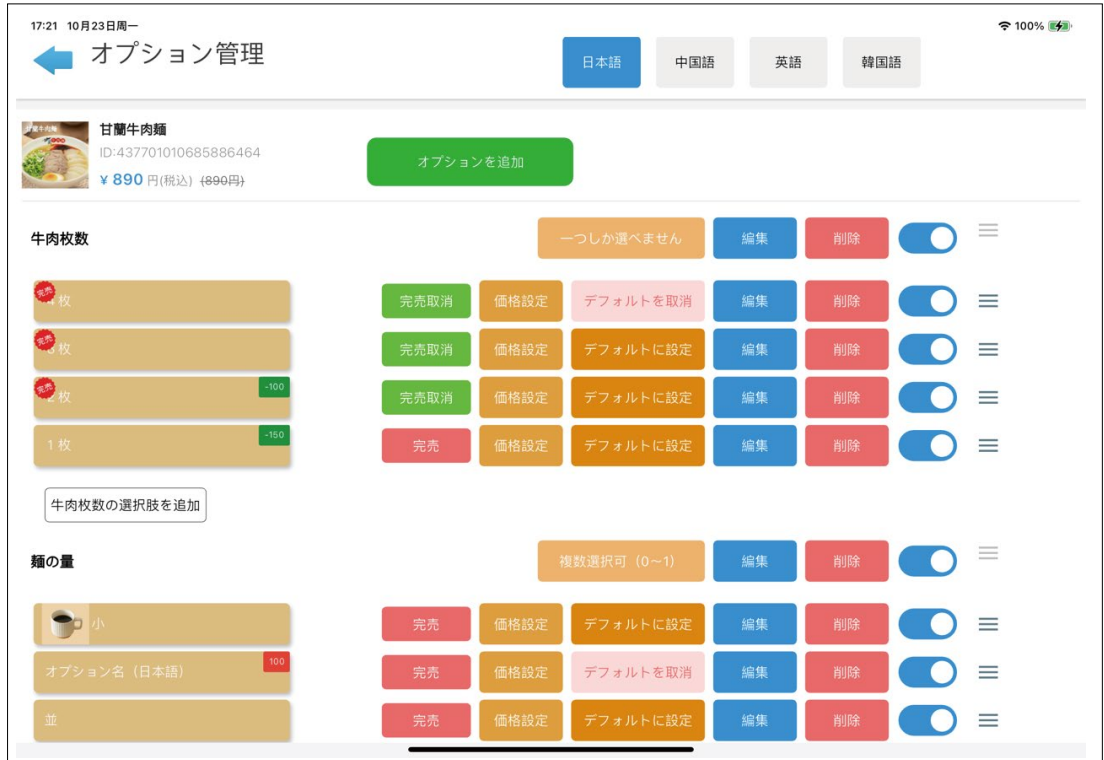 17:21 10月23日周一
100%
オプション管理
日本語 中国語 英語 韓国語
甘蘭牛肉麺
甘蘭牛肉麺
ID:437701010685886464
¥ 890 円(税込) (890円)
オプションを追加
牛肉枚数 一つしか選べません 編集 削除
完売 枚 完売取消 価格設定 デフォルトを取消 編集 削除
完売 枚 完売取消 価格設定 デフォルトに設定 編集 削除
完売 2 枚 -100 完売取消 価格設定 デフォルトに設定 編集 削除
1 枚 -150 完売 価格設定 デフォルトに設定 編集 削除
牛肉枚数の選択肢を追加
麺の量 複数選択可（0～1） 編集 削除
小 完売 価格設定 デフォルトに設定 編集 削除
オプション名（日本語） 100 完売 価格設定 デフォルトを取消 編集 削除
並 完売 価格設定 デフォルトに設定 編集 削除